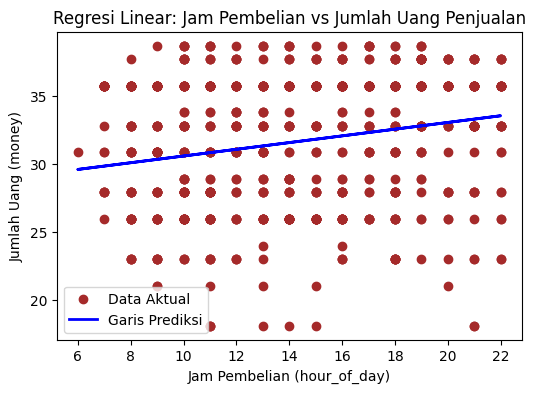 Regresi Linear: Jam Pembelian vs Jumlah Uang Penjualan
Jumlah Uang (money)
35
30
25
20
Data Aktual
Garis Prediksi
6 8 10 12 14 16 18 20 22
Jam Pembelian (hour_of_day)